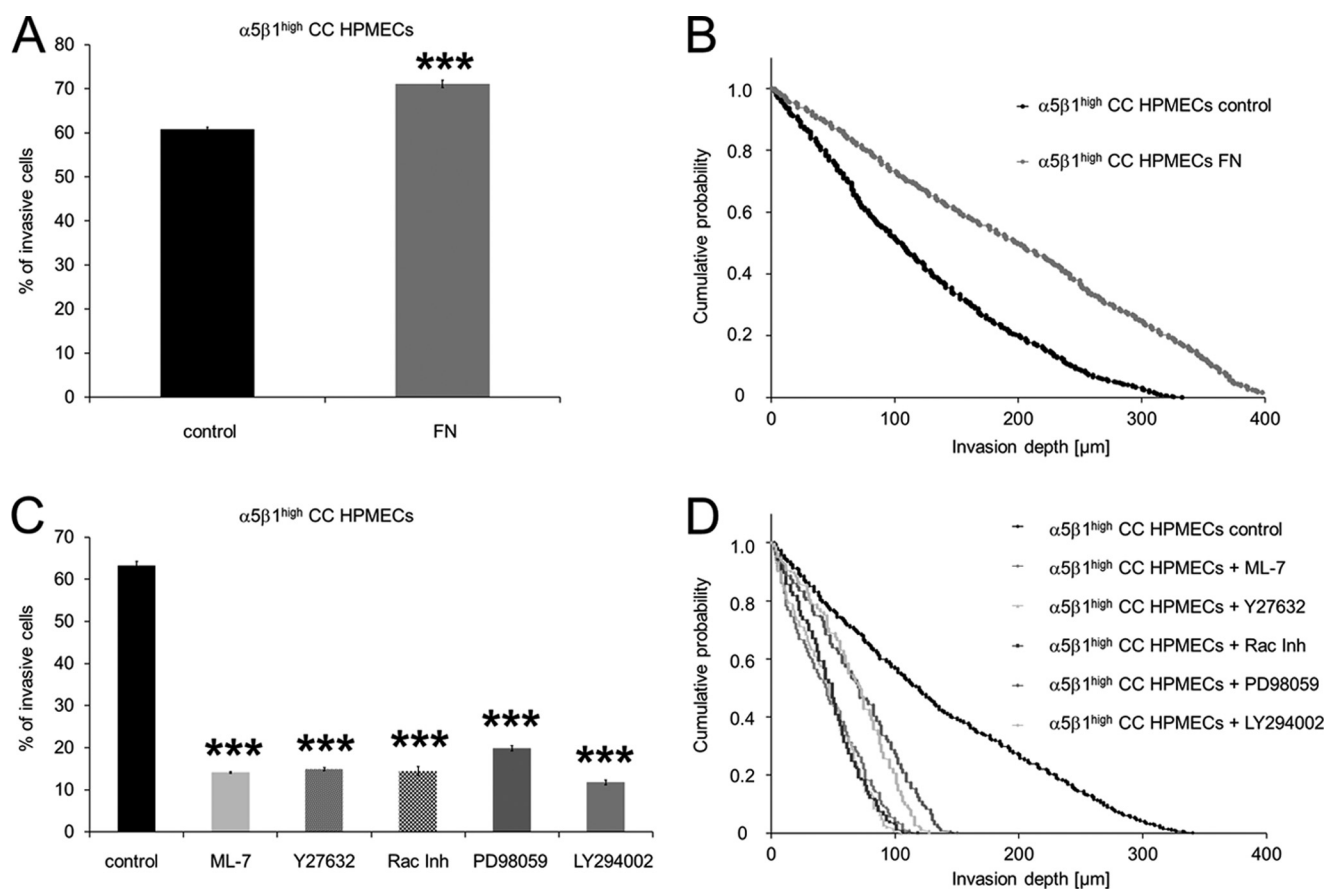 A
α5β1high CC HPMECs
% of invasive cells
80
70
60
50
40
30
20
10
0
***
control
FN
B
Cumulative probability
1.0
0.8
0.6
0.4
0.2
0
α5β1high CC HPMECs control
α5β1high CC HPMECs FN
0
100
200
300
400
Invasion depth [µm]
C
α5β1high CC HPMECs
% of invasive cells
70
60
50
40
30
20
10
0
*** *** *** *** ***
control ML-7 Y27632 Rac Inh PD98059 LY294002
D
Cumulative probability
1.0
0.8
0.6
0.4
0.2
0
α5β1high CC HPMECs control
α5β1high CC HPMECs + ML-7
α5β1high CC HPMECs + Y27632
α5β1high CC HPMECs + Rac Inh
α5β1high CC HPMECs + PD98059
α5β1high CC HPMECs + LY294002
0
100
200
300
400
Invasion depth [µm]